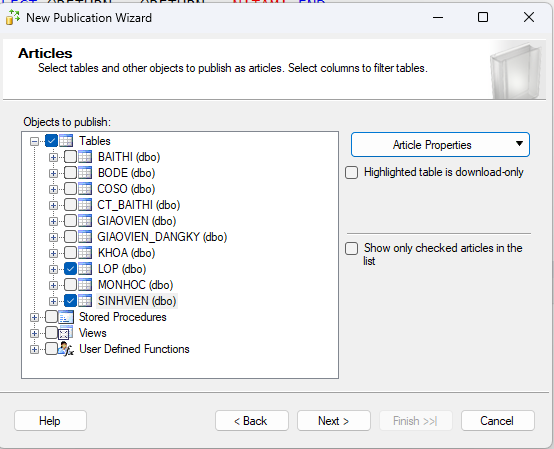 New Publication Wizard
Articles
Select tables and other objects to publish as articles. Select columns to filter tables.
Objects to publish:
Tables
BAITHI (dbo)
BODE (dbo)
COSO (dbo)
CT_BAITHI (dbo)
GIAOVIEN (dbo)
GIAOVIEN_DANGKY (dbo)
KHOA (dbo)
LOP (dbo)
MONHOC (dbo)
SINHVIEN (dbo)
Stored Procedures
Views
User Defined Functions
Article Properties
Highlighted table is download-only
Show only checked articles in the
list
Help
< Back
Next >
Finish >>|
Cancel